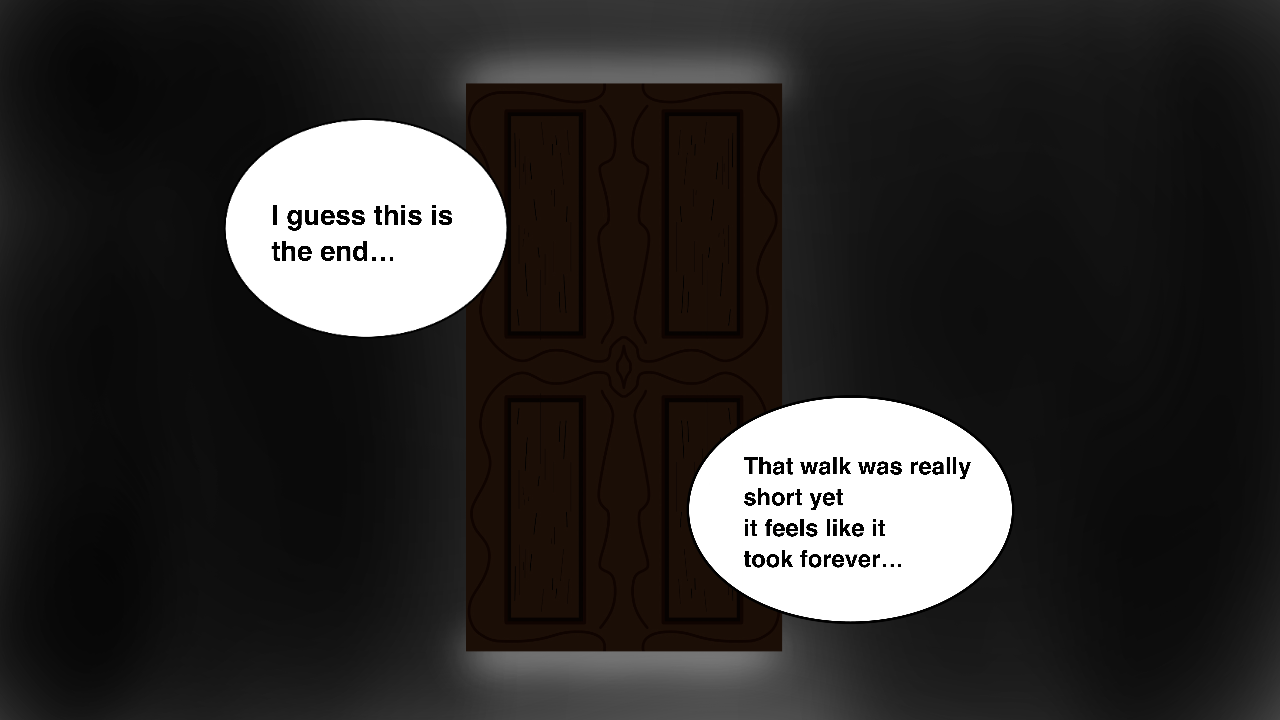 I guess this is
the end…
That walk was really
short yet
it feels like it
took forever…